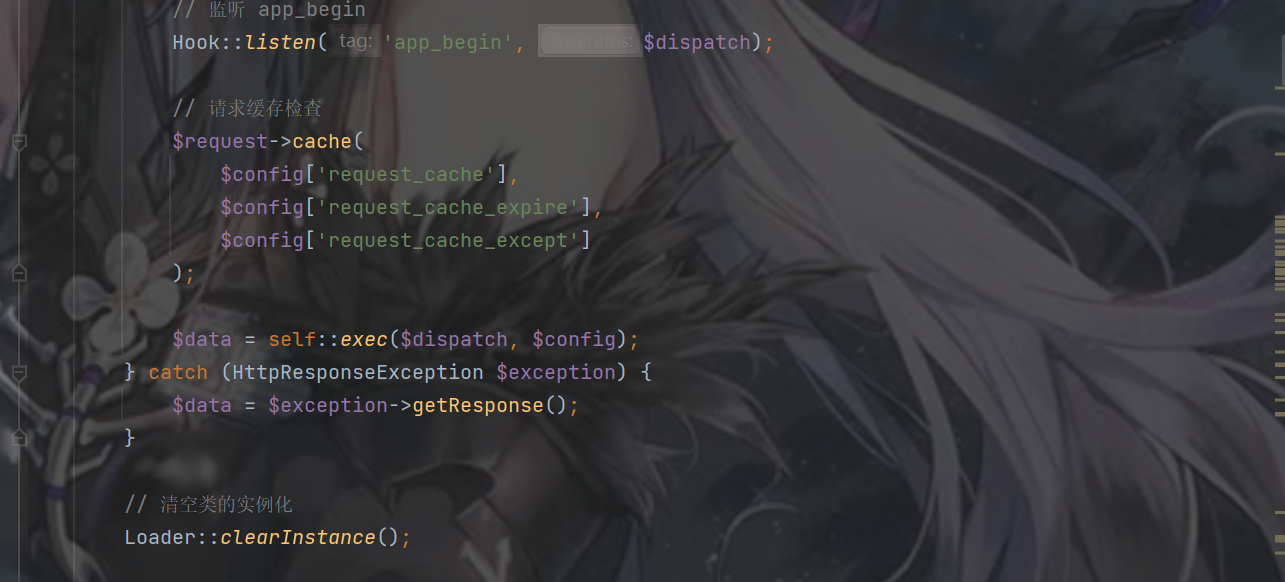 // 监听 app_begin
Hook::listen( tag: 'app_begin', &params: $dispatch);
// 请求缓存检查
$request->cache(
$config['request_cache'],
$config['request_cache_expire'],
$config['request_cache_except']
);
$data = self::exec($dispatch, $config);
} catch (HttpResponseException $exception) {
$data = $exception->getResponse();
}
// 清空类的实例化
Loader::clearInstance();